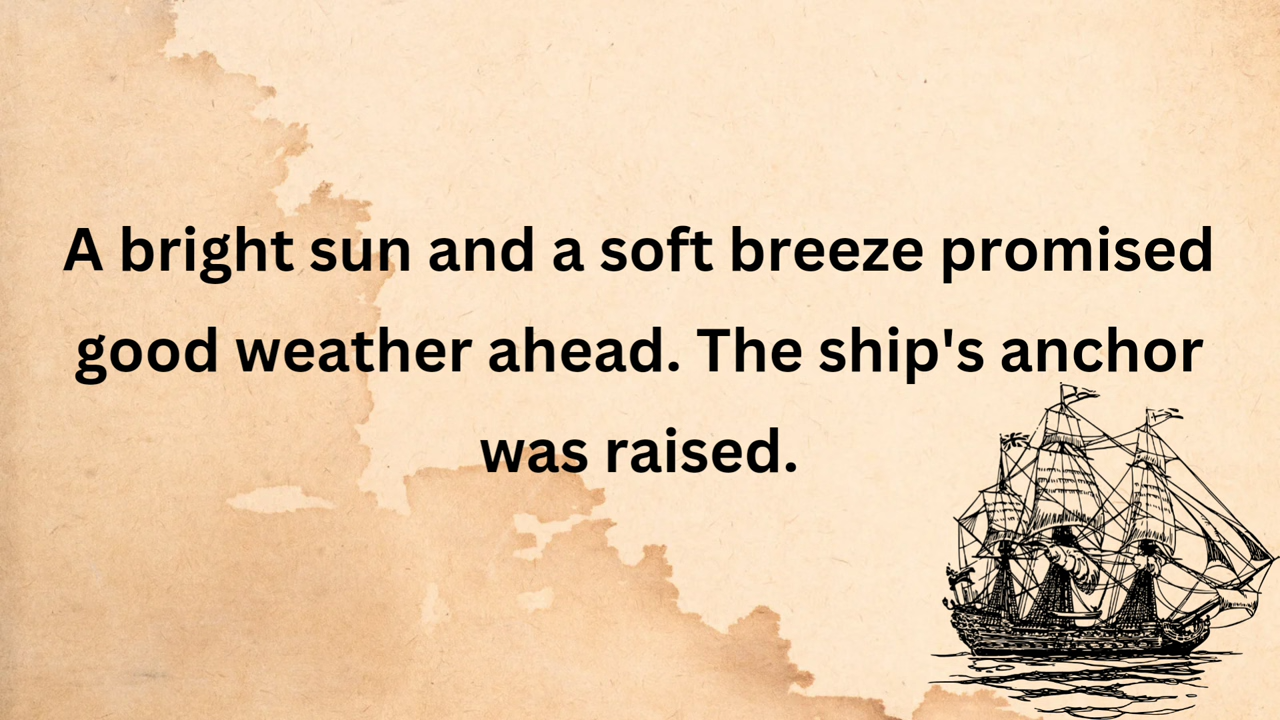 A bright sun and a soft breeze promised
good weather ahead. The ship's anchor
was raised.